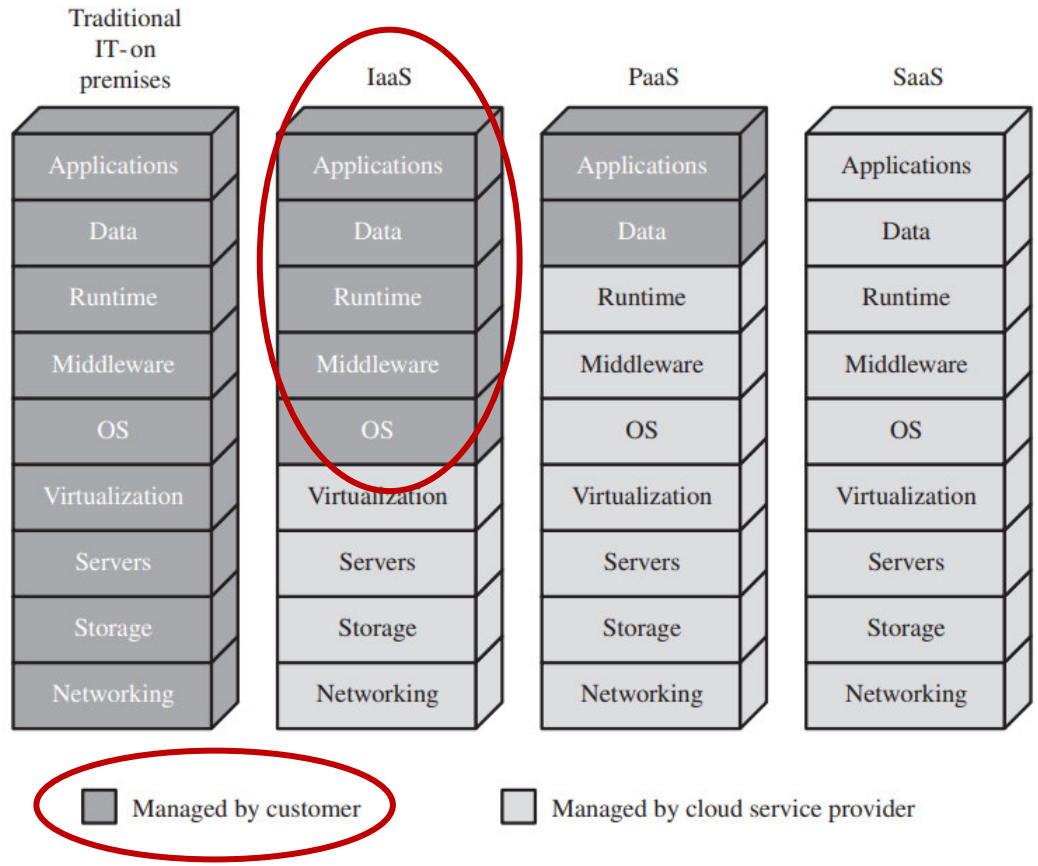 Traditional
IT-on
premises
IaaS
PaaS
SaaS
Applications
Data
Runtime
Middleware
OS
Virtualization
Servers
Storage
Networking
Applications
Data
Runtime
Middleware
OS
Virtualization
Servers
Storage
Networking
Applications
Data
Runtime
Middleware
OS
Virtualization
Servers
Storage
Networking
Applications
Data
Runtime
Middleware
OS
Virtualization
Servers
Storage
Networking
Managed by customer
Managed by cloud service provider